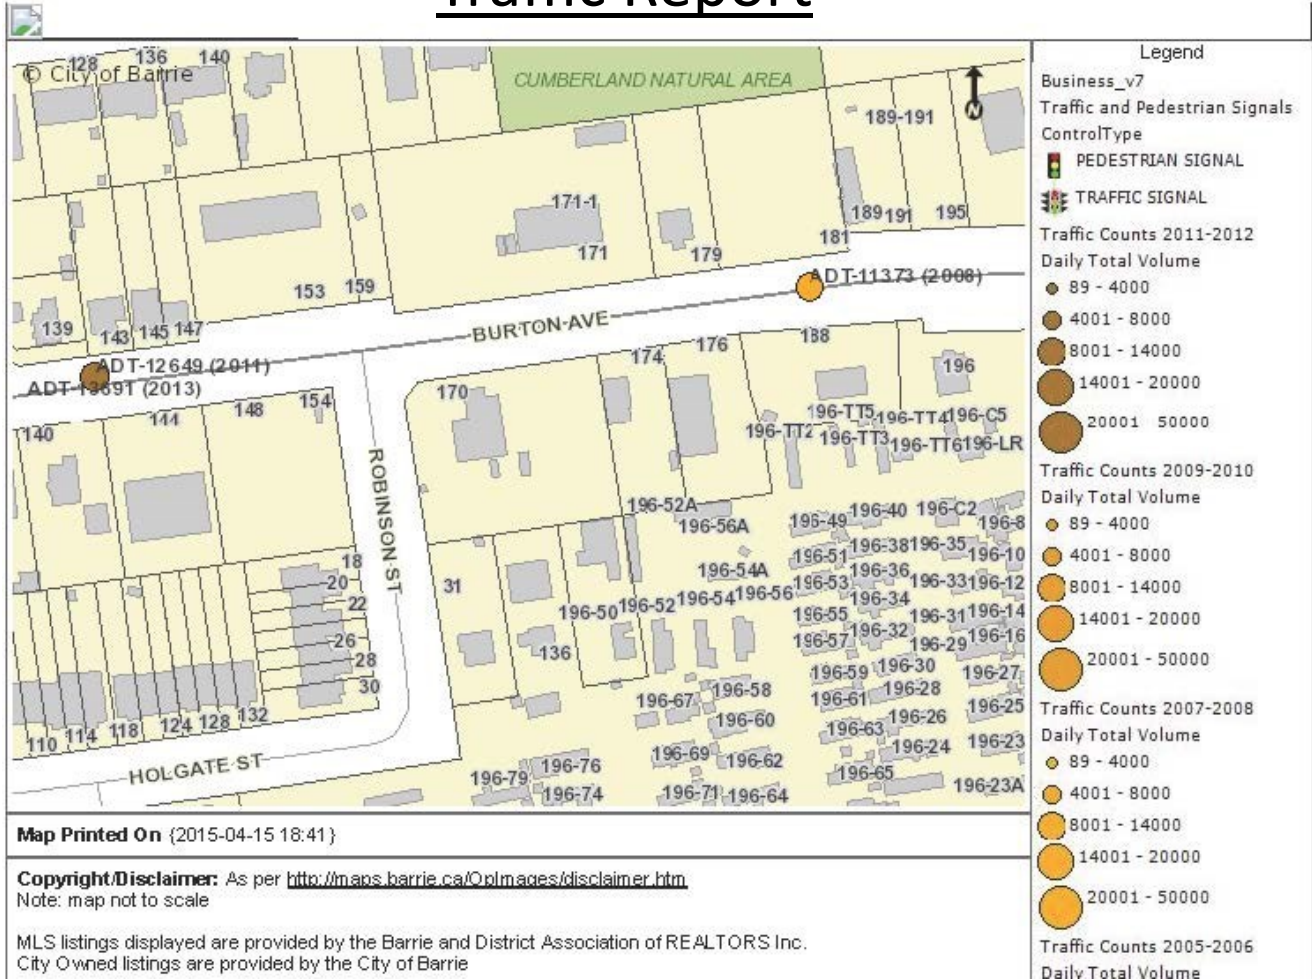 Traffic Report
128 136 140
© City of Barrie
CUMBERLAND NATURAL AREA
N
189-191
171-1
189 191 195
181
171 179
153 159
ADT-11373 (2008)
BURTON AVE
139 143 145 147
ADT-12649 (2011)
ADT-13691 (2013)
174 176 188
196
170
154
148
144
140
196-TT5 196-TT4 196-C5
196-TT2 196-TT3 196-TT6 196-LR
ROBINSON ST
196-52A
196-56A
196-49 196-40 196-C2
196-8
196-51 196-38 196-35 196-10
196-54A 196-36
196-53 196-33 196-12
196-50 196-52 196-54 196-56
196-34
196-55 196-31 196-14
196-57 196-32 196-29 196-16
18
20
22
26
28
30
31
136
196-59 196-30 196-27
196-67 196-58 196-61 196-28 196-25
196-60 196-63 196-26
196-69 196-62 196-24 196-23
196-79 196-76 196-65 196-23A
196-74 196-71 196-64
110 114 118 124 128 132
HOLGATE ST
Legend
Business_v7
Traffic and Pedestrian Signals
ControlType
PEDESTRIAN SIGNAL
TRAFFIC SIGNAL
Traffic Counts 2011-2012
Daily Total Volume
89 - 4000
4001 - 8000
8001 - 14000
14001 - 20000
20001 50000
Traffic Counts 2009-2010
Daily Total Volume
89 - 4000
4001 - 8000
8001 - 14000
14001 - 20000
20001 - 50000
Traffic Counts 2007-2008
Daily Total Volume
89 - 4000
4001 - 8000
8001 - 14000
14001 - 20000
20001 - 50000
Traffic Counts 2005-2006
Daily Total Volume
Map Printed On {2015-04-15 18:41}
Copyright/Disclaimer: As per http://maps.barrie.ca/OpImages/disclaimer.htm
Note: map not to scale
MLS listings displayed are provided by the Barrie and District Association of REALTORS Inc.
City Owned listings are provided by the City of Barrie